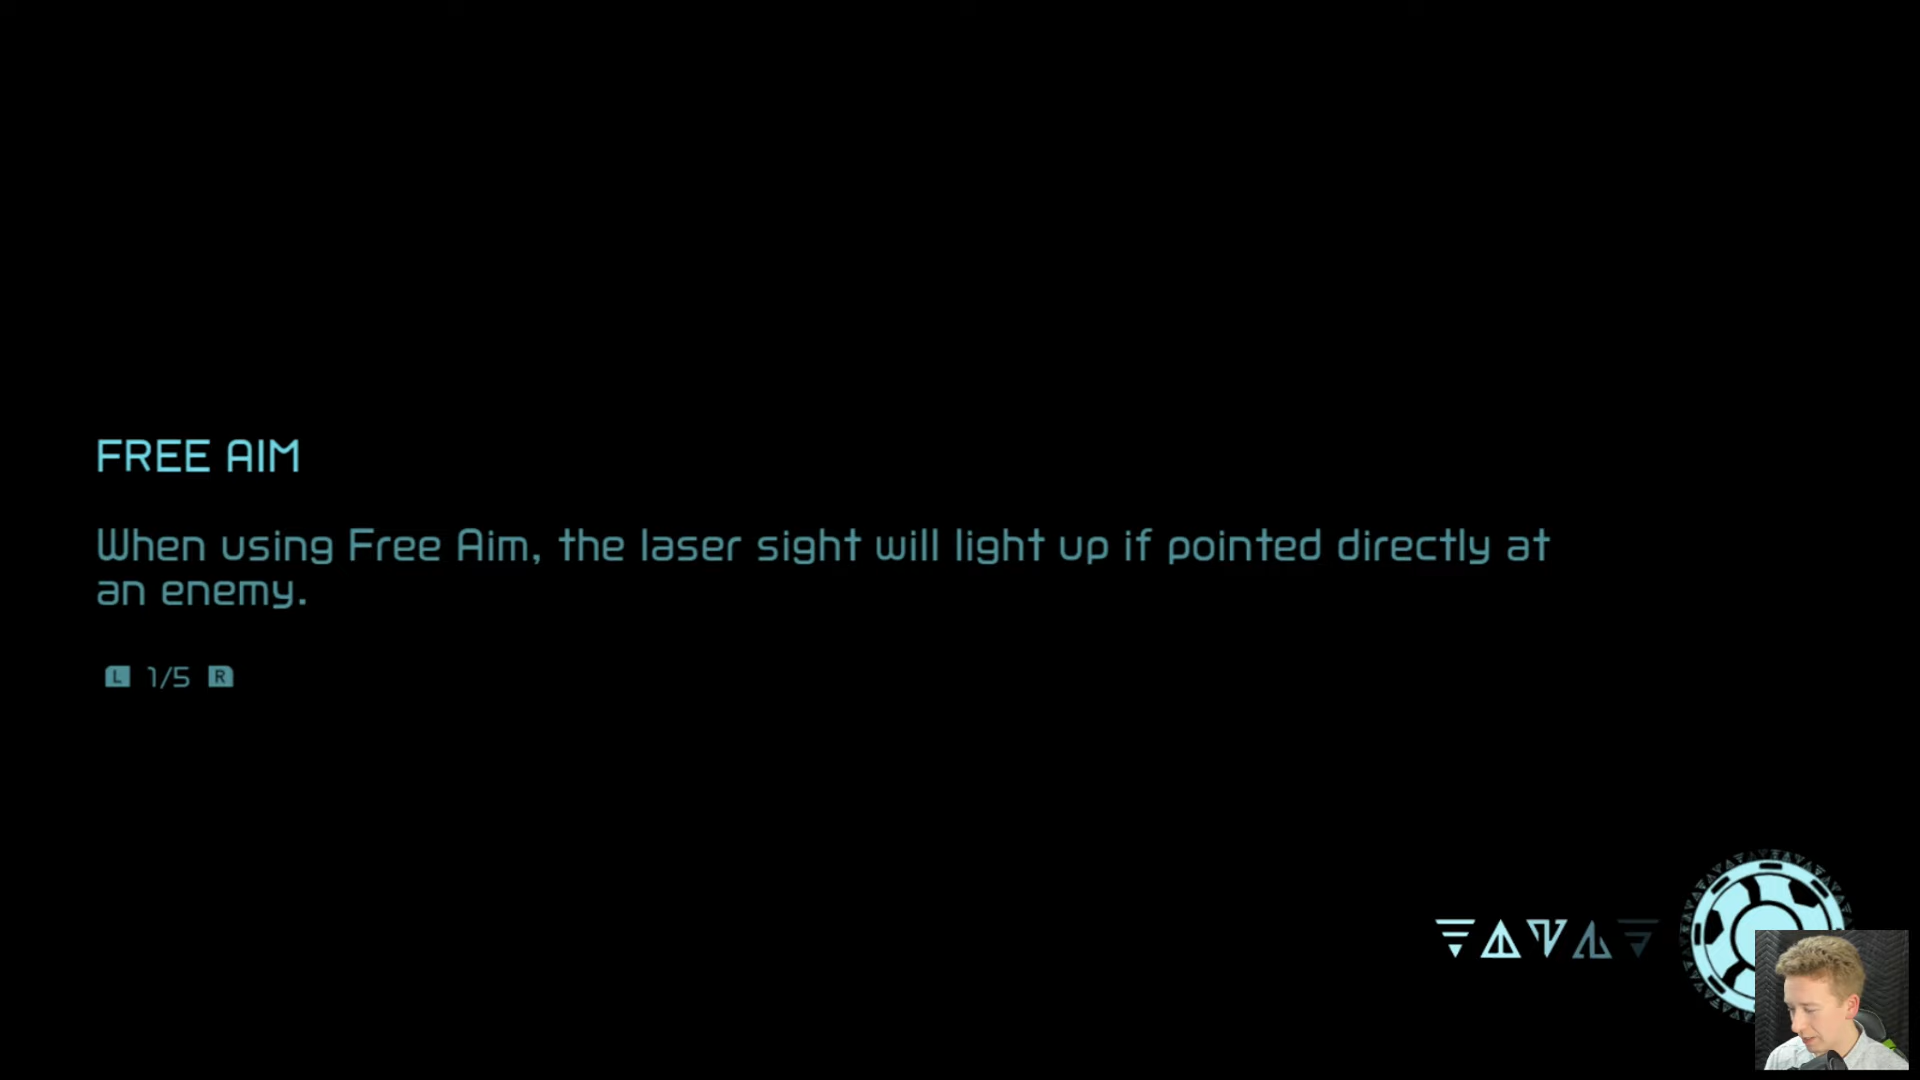 FREE AIM
When using Free Aim, the laser sight will light up if pointed directly at
an enemy.
L 1/5 R